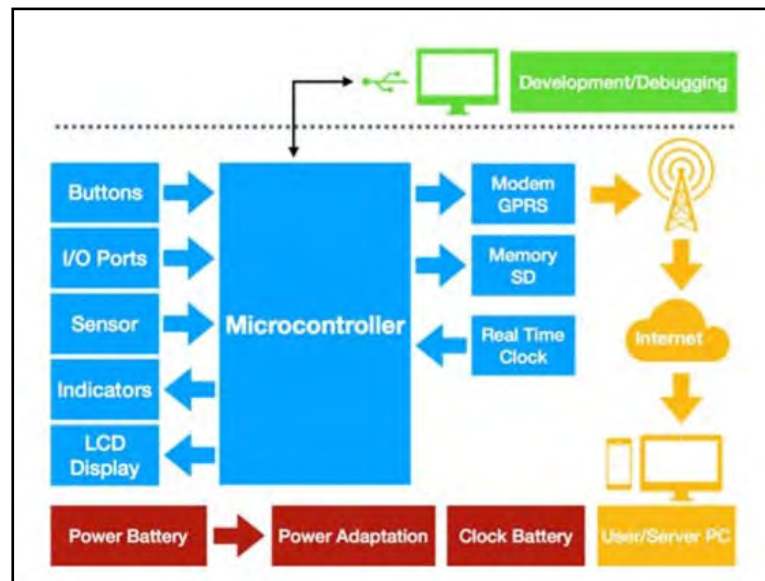 Development/Debugging
Buttons
I/O Ports
Sensor
Indicators
LCD
Display
Microcontroller
Modem
GPRS
Memory
SD
Real Time
Clock
Internet
Power Battery
Power Adaptation
Clock Battery
User/Server PC